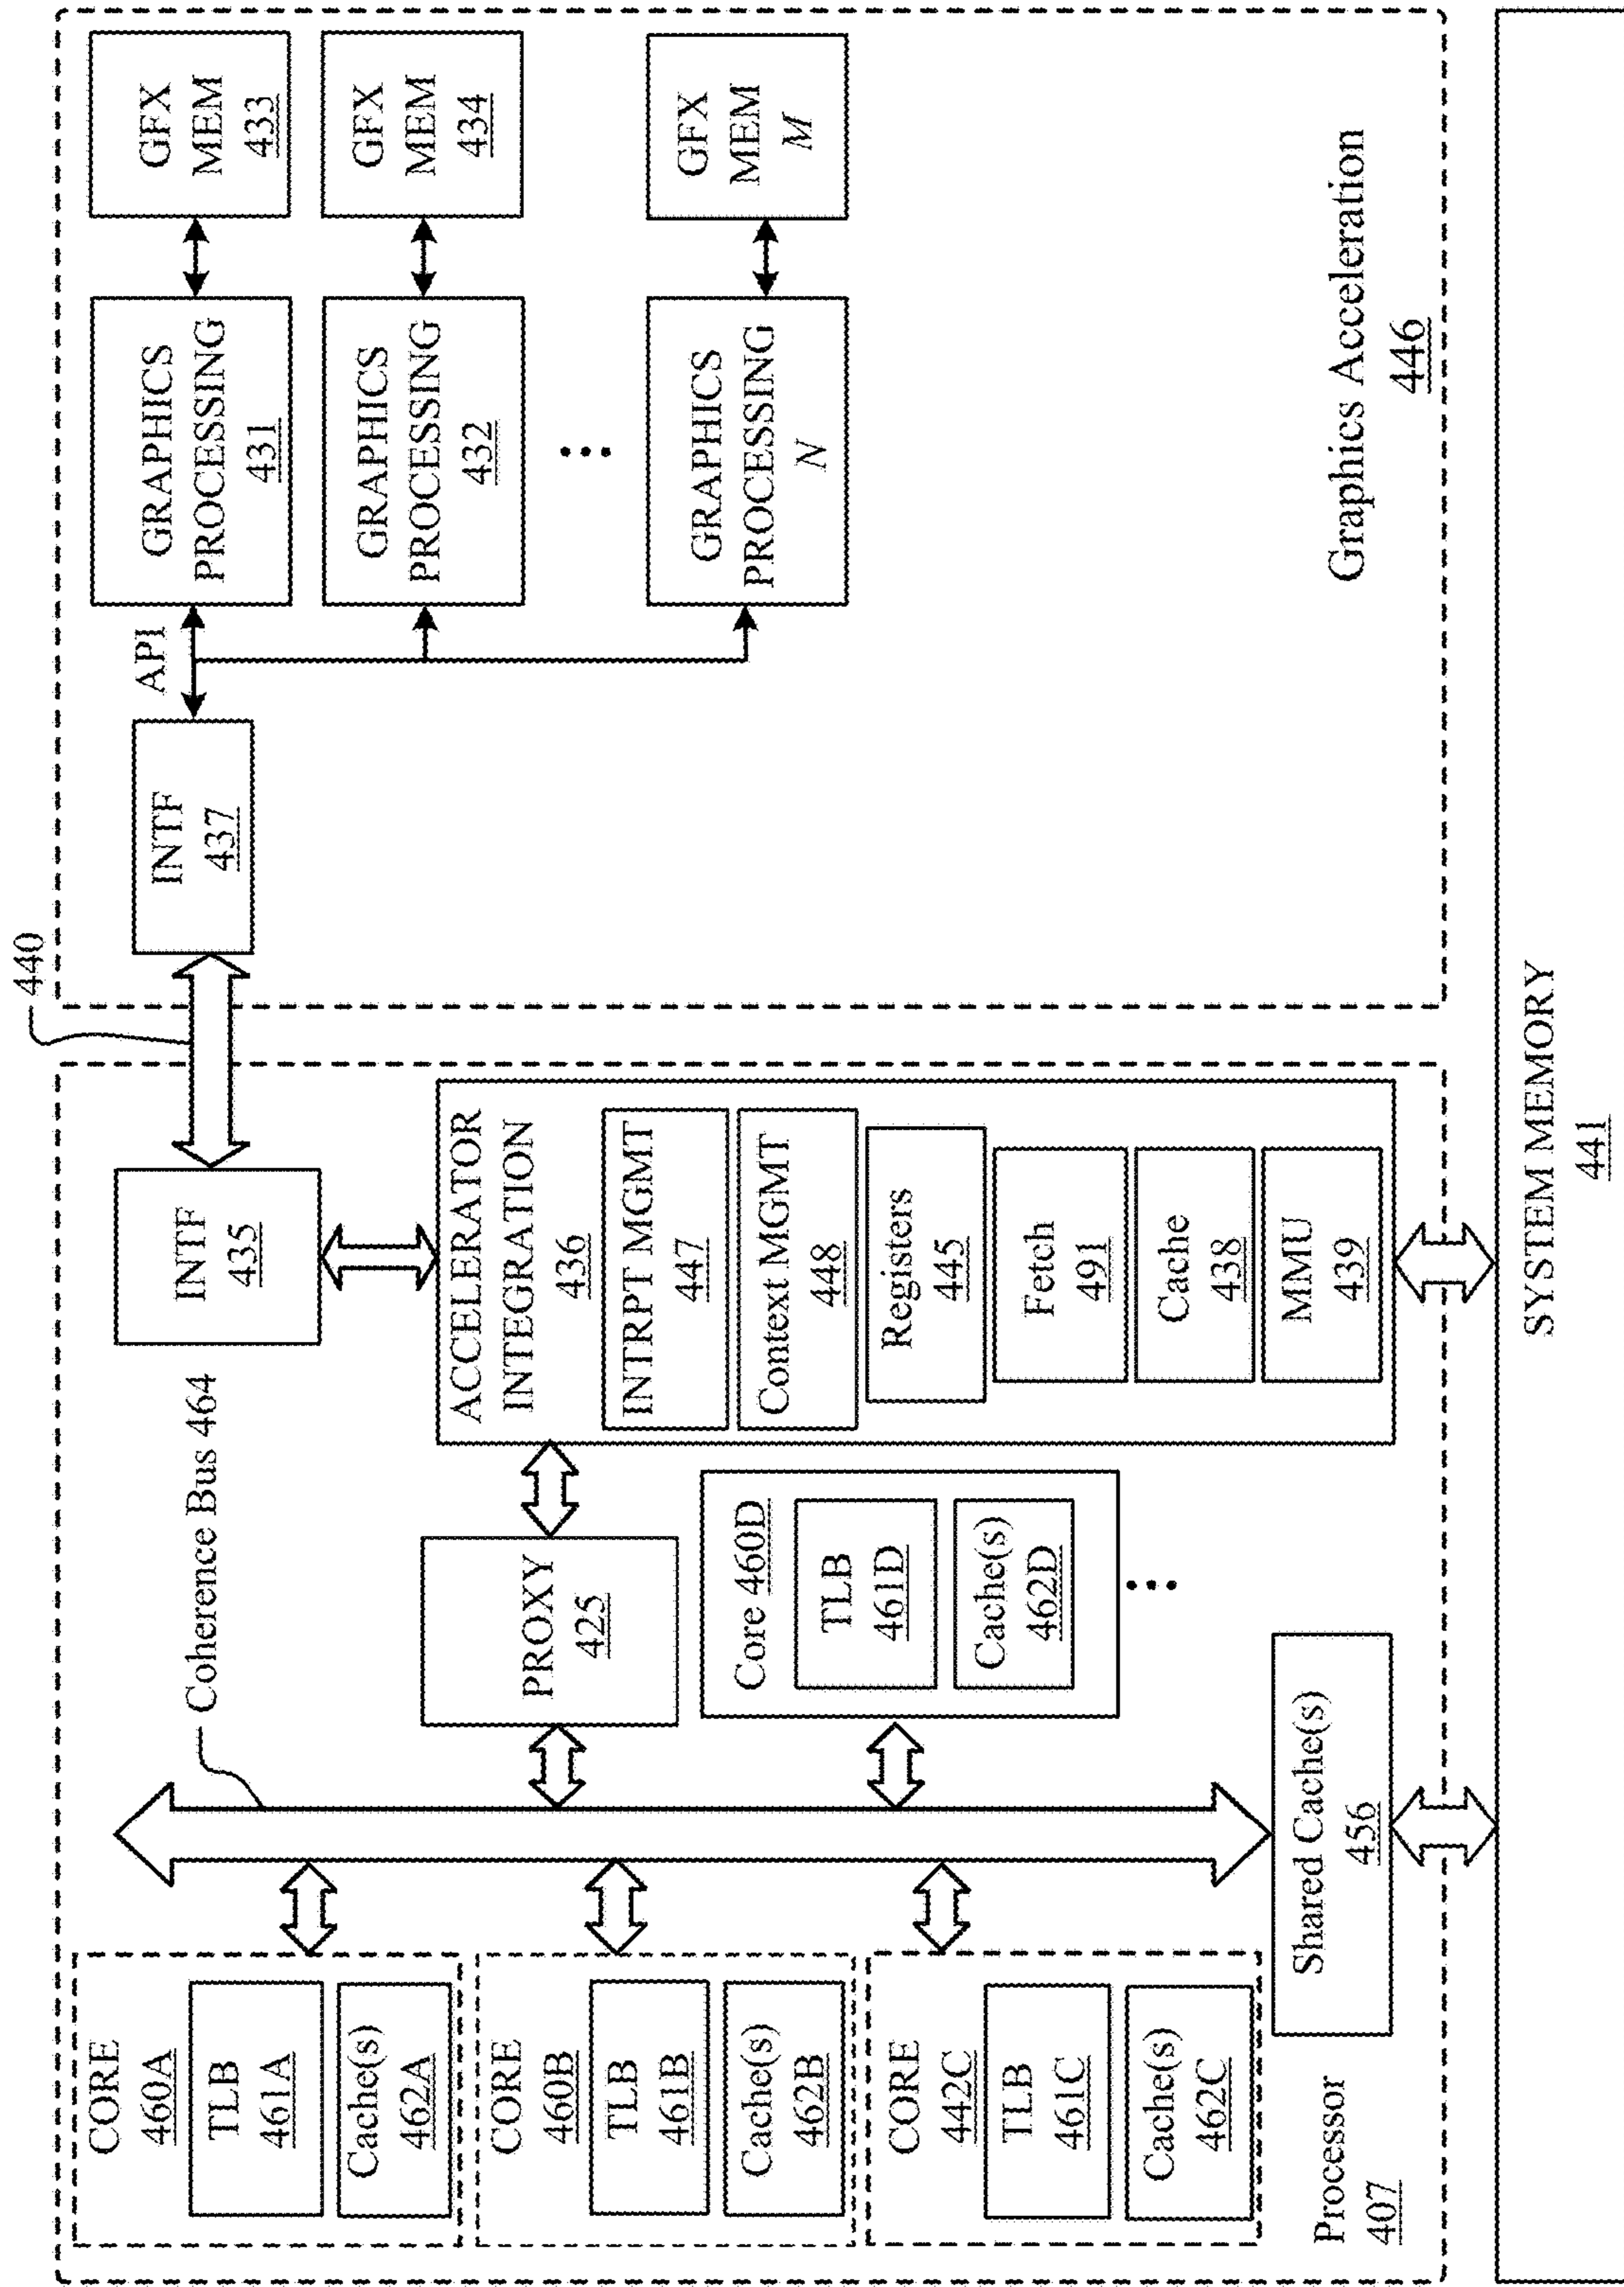 CORE
460A
TLB
461A
Cache(s)
462A
CORE
460B
TLB
461B
Cache(s)
462B
CORE
442C
TLB
461C
Cache(s)
462C
Processor
407
Coherence Bus 464
Shared Cache(s)
456
PROXY
425
Core 460D
TLB
461D
Cache(s)
462D
INTF
435
ACCELERATOR
INTEGRATION
436
INTRPT MGMT
447
Context MGMT
448
Registers
445
Fetch
491
Cache
438
MMU
439
440
INTF
437
API
GRAPHICS
PROCESSING
431
GFX
MEM
433
GRAPHICS
PROCESSING
432
GFX
MEM
434
GRAPHICS
PROCESSING
N
GFX
MEM
M
Graphics Acceleration
446
SYSTEM MEMORY
441